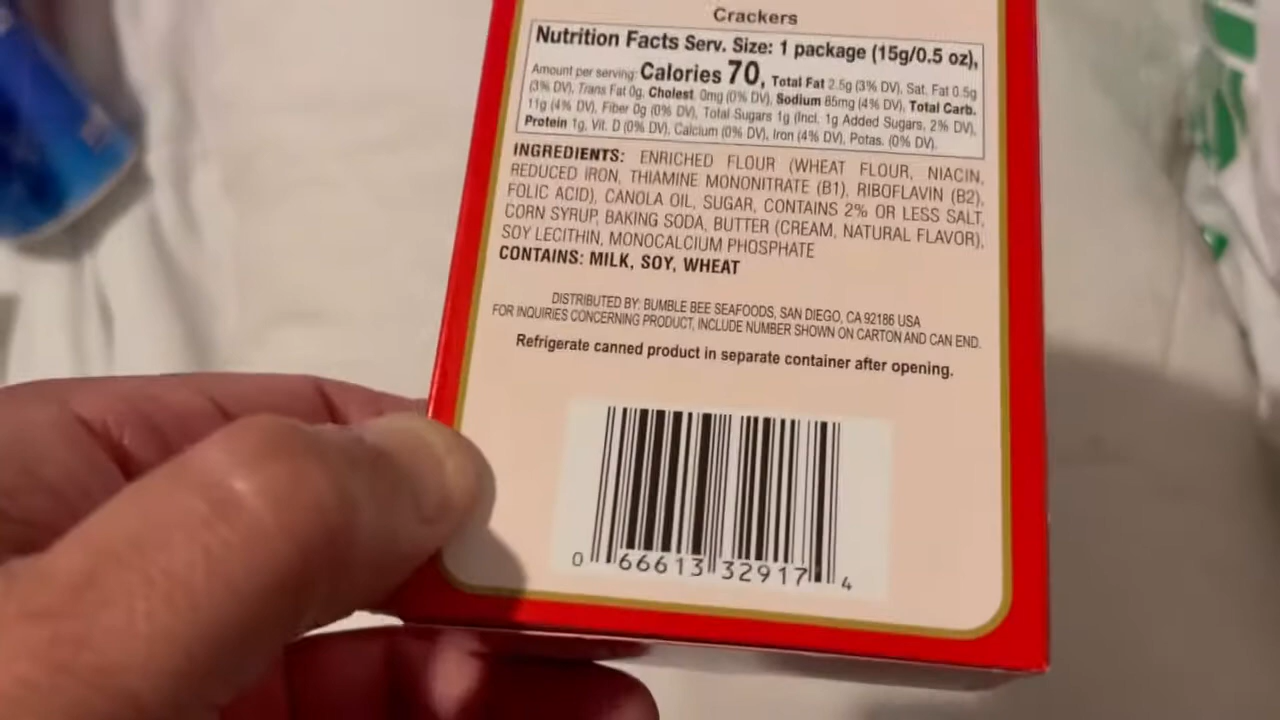 Crackers
Nutrition Facts Serv. Size: 1 package (15g/0.5 oz),
Amount per serving: Calories 70, Total Fat 2.5g (3% DV), Sat. Fat 0.5g
(3% DV), Trans Fat 0g, Cholest. 0mg (0% DV), Sodium 85mg (4% DV), Total Carb.
11g (4% DV), Fiber 0g (0% DV), Total Sugars 1g (Incl. 1g Added Sugars, 2% DV),
Protein 1g, Vit. D (0% DV), Calcium (0% DV), Iron (4% DV), Potas. (0% DV).
INGREDIENTS: ENRICHED FLOUR (WHEAT FLOUR, NIACIN,
REDUCED IRON, THIAMINE MONONITRATE (B1), RIBOFLAVIN (B2),
FOLIC ACID), CANOLA OIL, SUGAR, CONTAINS 2% OR LESS SALT,
CORN SYRUP, BAKING SODA, BUTTER (CREAM, NATURAL FLAVOR),
SOY LECITHIN, MONOCALCIUM PHOSPHATE
CONTAINS: MILK, SOY, WHEAT
DISTRIBUTED BY: BUMBLE BEE SEAFOODS, SAN DIEGO, CA 92186 USA
FOR INQUIRIES CONCERNING PRODUCT, INCLUDE NUMBER SHOWN ON CARTON AND CAN END.
Refrigerate canned product in separate container after opening.
0 66613 32917 4